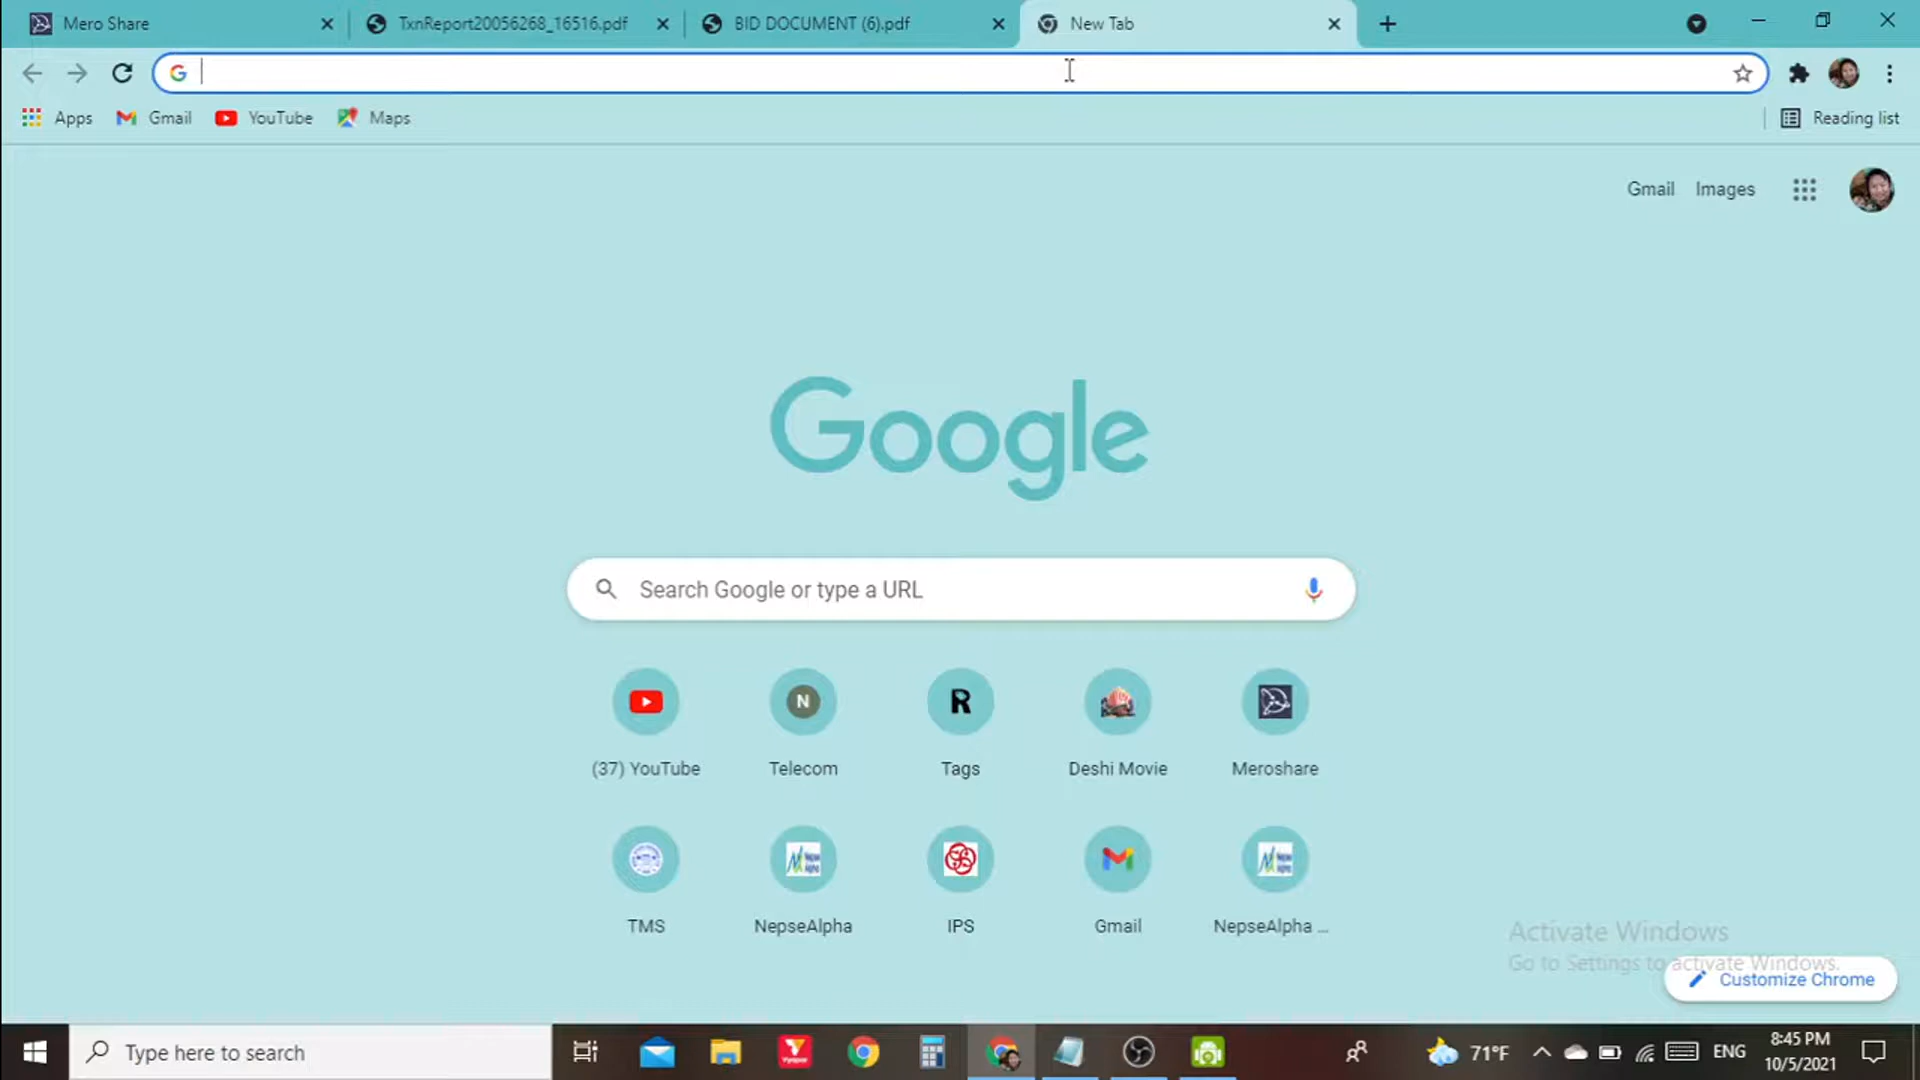 Mero Share
TxnReport20056268_16516.pdf
BID DOCUMENT (6).pdf
New Tab
Apps
Gmail
YouTube
Maps
Reading list
Gmail
Images
Google
Search Google or type a URL
(37) YouTube
Telecom
Tags
Deshi Movie
Meroshare
TMS
NepseAlpha
IPS
Gmail
NepseAlpha ...
Activate Windows
Go to Settings to activate Windows.
Customize Chrome
Type here to search
71°F
ENG
8:45 PM
10/5/2021